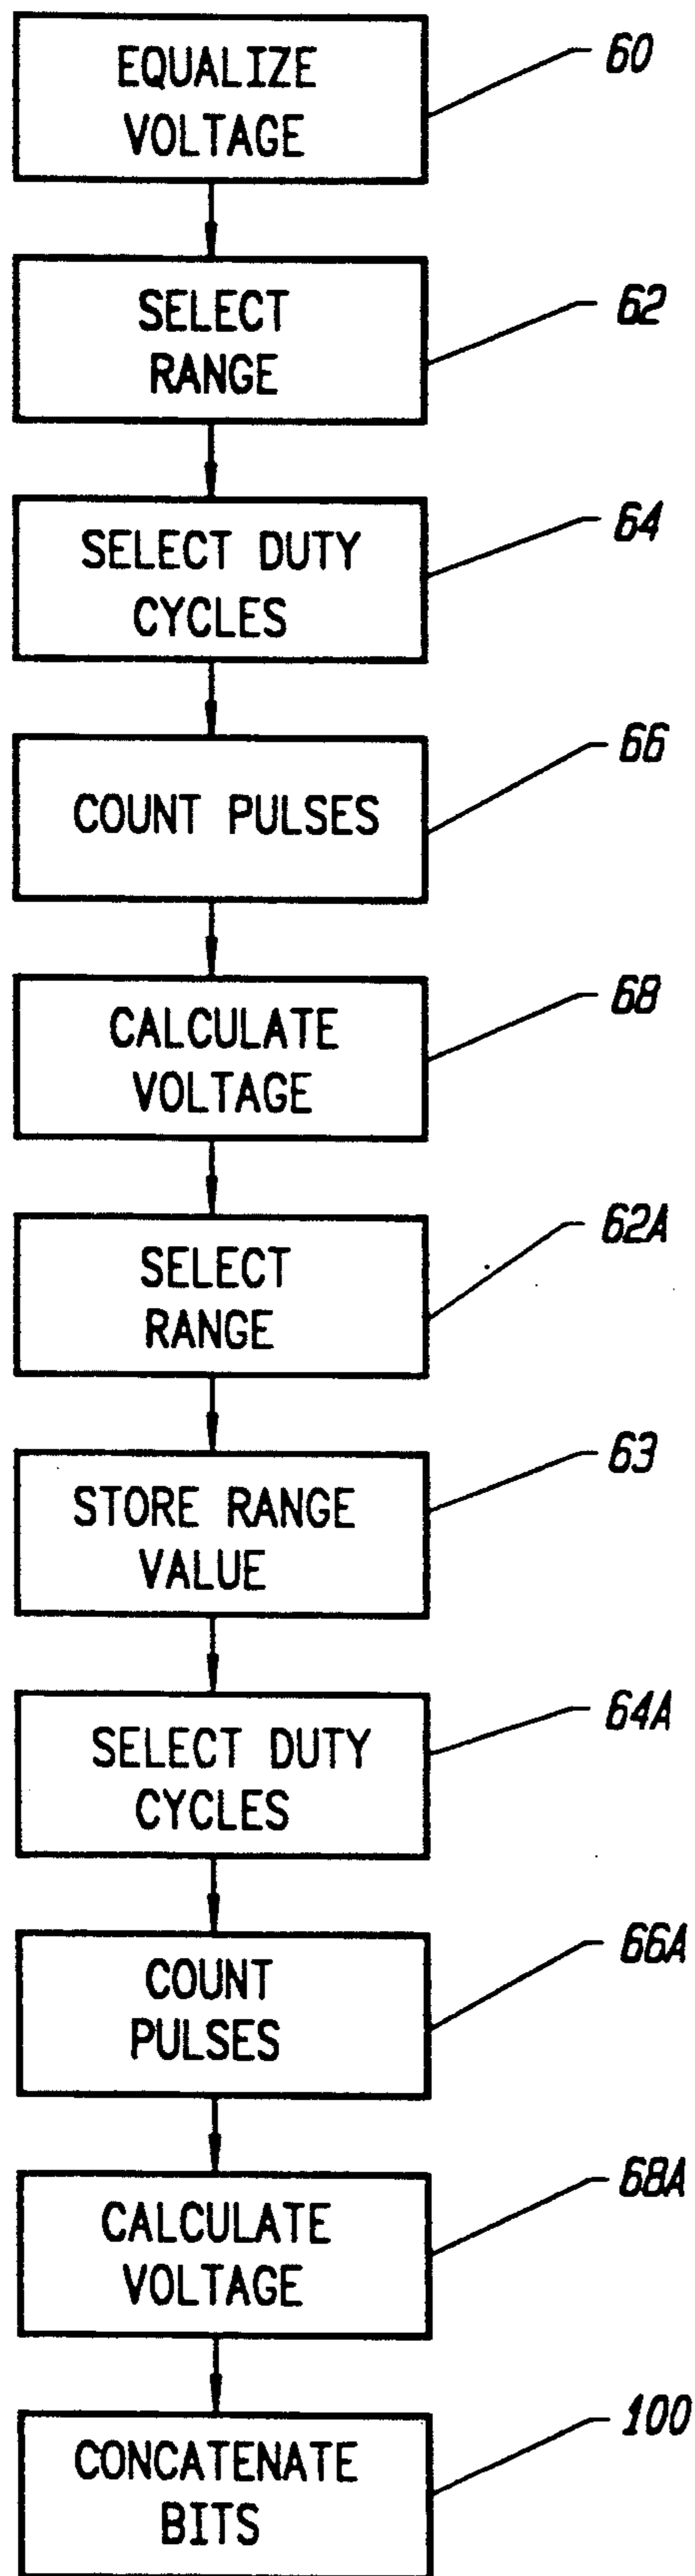 EQUALIZE
VOLTAGE
60
SELECT
RANGE
62
SELECT DUTY
CYCLES
64
COUNT PULSES
66
CALCULATE
VOLTAGE
68
SELECT
RANGE
62A
STORE RANGE
VALUE
63
SELECT DUTY
CYCLES
64A
COUNT
PULSES
66A
CALCULATE
VOLTAGE
68A
CONCATENATE
BITS
100